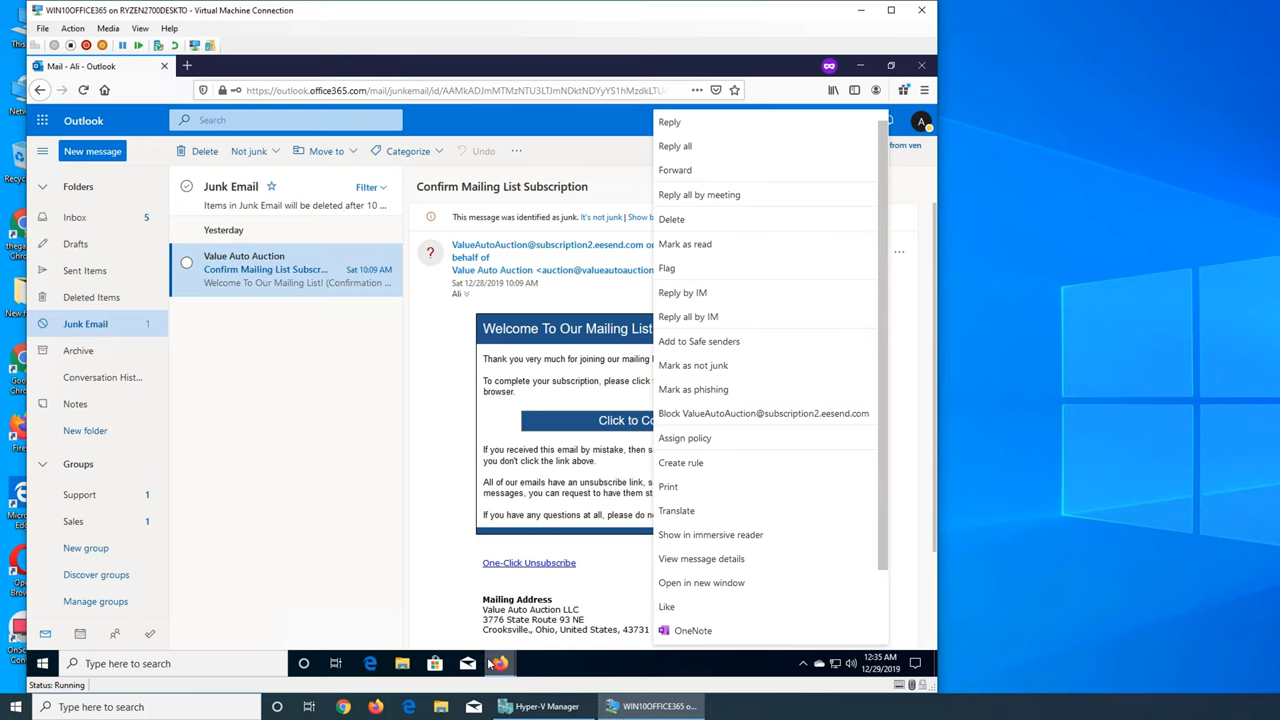 WIN10OFFICE365 on RYZEN2700DESKTO - Virtual Machine Connection
File Action Media View Help
Mail - Ali - Outlook
https://outlook.office365.com/mail/junkemail/id/AAMkADJmMTMzNTU3LTJmNDktNDYyYS1hMzdkLTU
Outlook
Search
A
New message
Delete
Not junk
Move to
Categorize
Undo
from ven
Folders
Inbox 5
Drafts
Sent Items
Deleted Items
Junk Email 1
Archive
Conversation Hist...
Notes
New folder
Groups
Support 1
Sales 1
New group
Discover groups
Manage groups
Junk Email
Filter
Items in Junk Email will be deleted after 10 ...
Yesterday
Value Auto Auction
Confirm Mailing List Subscr... Sat 10:09 AM
Welcome To Our Mailing List! (Confirmation ...
Confirm Mailing List Subscription
This message was identified as junk. It's not junk | Show b
?
ValueAutoAuction@subscription2.eesend.com on
behalf of
Value Auto Auction <auction@valueautoauction
Sat 12/28/2019 10:09 AM
Ali
Welcome To Our Mailing List
Thank you very much for joining our mailing l
To complete your subscription, please click
browser.
Click to Co
If you received this email by mistake, then s
you don't click the link above.
All of our emails have an unsubscribe link, s
messages, you can request to have them st
If you have any questions at all, please do n
One-Click Unsubscribe
Mailing Address
Value Auto Auction LLC
3776 State Route 93 NE
Crooksville, Ohio, United States, 43731
Reply
Reply all
Forward
Reply all by meeting
Delete
Mark as read
Flag
Reply by IM
Reply all by IM
Add to Safe senders
Mark as not junk
Mark as phishing
Block ValueAutoAuction@subscription2.eesend.com
Assign policy
Create rule
Print
Translate
Show in immersive reader
View message details
Open in new window
Like
OneNote
Type here to search
12:35 AM
12/29/2019
Status: Running
Type here to search
Hyper-V Manager
WIN10OFFICE365 o...